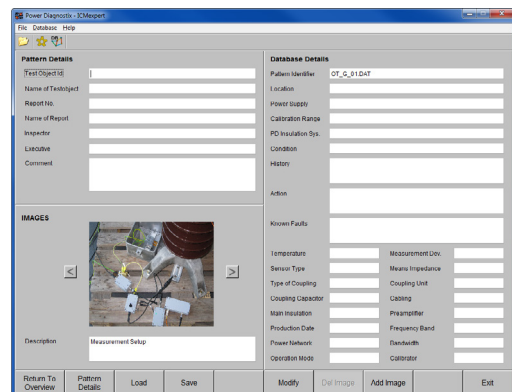 Power Diagnostix - ICMexpert
File Database Help
Pattern Details
Test Object Id
Name of Testobject
Report No.
Name of Report
Inspector
Executive
Comment
IMAGES
<
>
Description Measurement Setup
Database Details
Pattern Identifier OT_G_01.DAT
Location
Power Supply
Calibration Range
PD Insulation Sys.
Condition
History
Action
Known Faults
Temperature Measurement Dev.
Sensor Type Means Impedance
Type of Coupling Coupling Unit
Coupling Capacitor Cabling
Main Insulation Preamplifier
Production Date Frequency Band
Power Network Bandwidth
Operation Mode Calibrator
Return To Overview Pattern Details Load Save Modify Del Image Add Image Exit